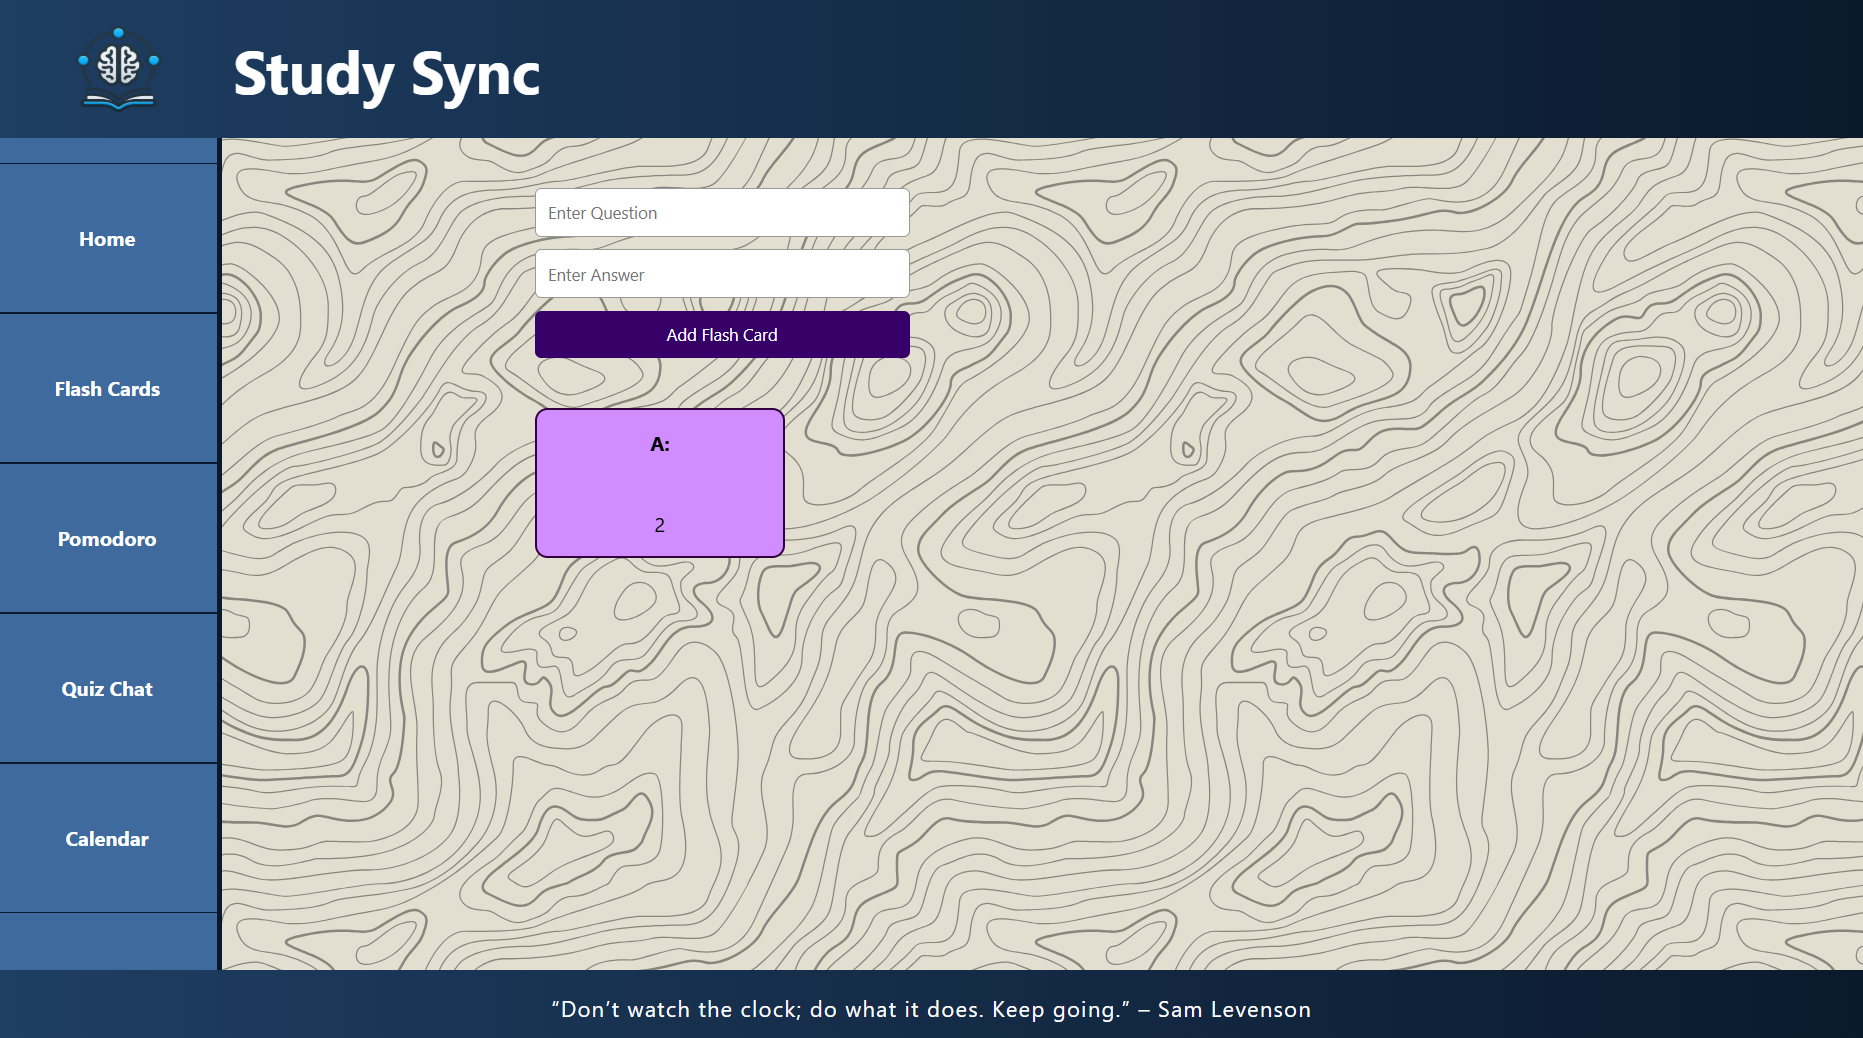 Study Sync
Home
Flash Cards
Pomodoro
Quiz Chat
Calendar
Enter Question
Enter Answer
Add Flash Card
A:
2
“Don’t watch the clock; do what it does. Keep going.” – Sam Levenson